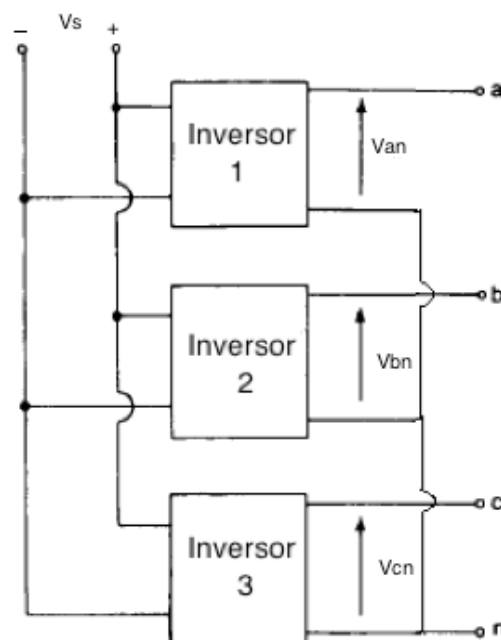 − Vs +
a
Inversor
1
Van
b
Inversor
2
Vbn
c
Inversor
3
Vcn
n